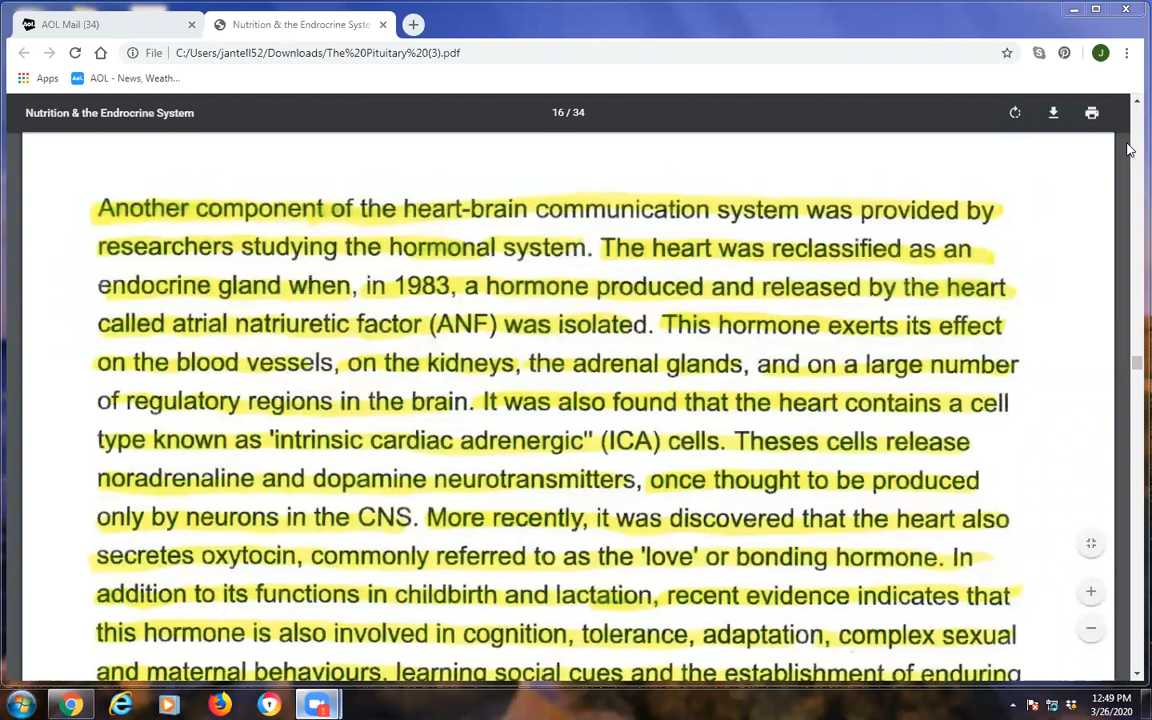 AOL Mail (34)
Nutrition & the Endocrine Syste
File
C:/Users/jantell52/Downloads/The%20Pituitary%20(3).pdf
J
Apps
AOL - News, Weath...
Nutrition & the Endocrine System
16 / 34
Another component of the heart-brain communication system was provided by
researchers studying the hormonal system. The heart was reclassified as an
endocrine gland when, in 1983, a hormone produced and released by the heart
called atrial natriuretic factor (ANF) was isolated. This hormone exerts its effect
on the blood vessels, on the kidneys, the adrenal glands, and on a large number
of regulatory regions in the brain. It was also found that the heart contains a cell
type known as 'intrinsic cardiac adrenergic" (ICA) cells. Theses cells release
noradrenaline and dopamine neurotransmitters, once thought to be produced
only by neurons in the CNS. More recently, it was discovered that the heart also
secretes oxytocin, commonly referred to as the 'love' or bonding hormone. In
addition to its functions in childbirth and lactation, recent evidence indicates that
this hormone is also involved in cognition, tolerance, adaptation, complex sexual
and maternal behaviours, learning social cues and the establishment of enduring
12:49 PM
3/26/2020